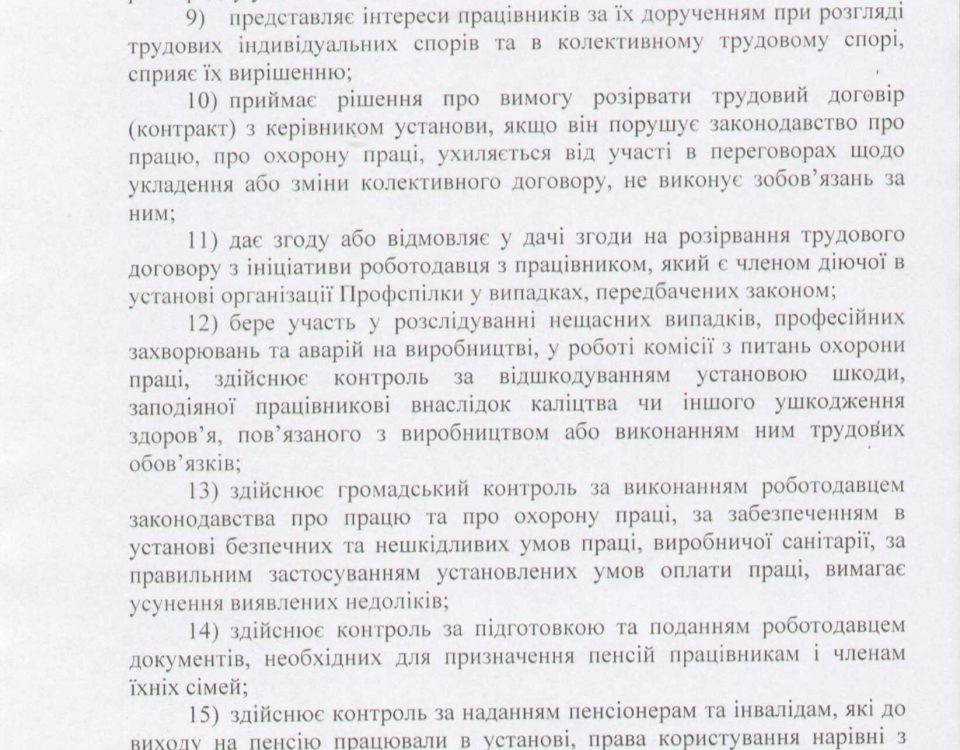 9) представляє інтереси працівників за їх дорученням при розгляді
трудових індивідуальних спорів та в колективному трудовому спорі,
сприяє їх вирішенню;
10) приймає рішення про вимогу розірвати трудовий договір
(контракт) з керівником установи, якщо він порушує законодавство про
працю, про охорону праці, ухиляється від участі в переговорах щодо
укладення або зміни колективного договору, не виконує зобов’язань за
ним;
11) дає згоду або відмовляє у дачі згоди на розірвання трудового
договору з ініціативи роботодавця з працівником, який є членом діючої в
установі організації Профспілки у випадках, передбачених законом;
12) бере участь у розслідуванні нещасних випадків, професійних
захворювань та аварій на виробництві, у роботі комісії з питань охорони
праці, здійснює контроль за відшкодуванням установою шкоди,
заподіяної працівникові внаслідок каліцтва чи іншого ушкодження
здоров’я, пов’язаного з виробництвом або виконанням ним трудових
обов’язків;
13) здійснює громадський контроль за виконанням роботодавцем
законодавства про працю та про охорону праці, за забезпеченням в
установі безпечних та нешкідливих умов праці, виробничої санітарії, за
правильним застосуванням установлених умов оплати праці, вимагає
усунення виявлених недоліків;
14) здійснює контроль за підготовкою та поданням роботодавцем
документів, необхідних для призначення пенсій працівникам і членам
їхніх сімей;
15) здійснює контроль за наданням пенсіонерам та інвалідам, які до
виходу на пенсію працювали в установі, права користування нарівні з